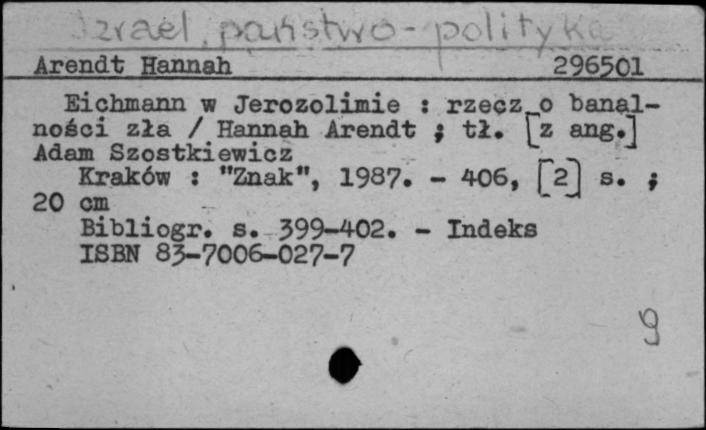 Izrael, państwo - polityka
Arendt Hannah 296501
Eichmann w Jerozolimie : rzecz o banal-
ności zła / Hannah Arendt ; tł. [z ang.]
Adam Szostkiewicz
Kraków : "Znak", 1987. - 406, [2] s. ;
20 cm
Bibliogr. s. 399-402. - Indeks
ISBN 83-7006-027-7
9